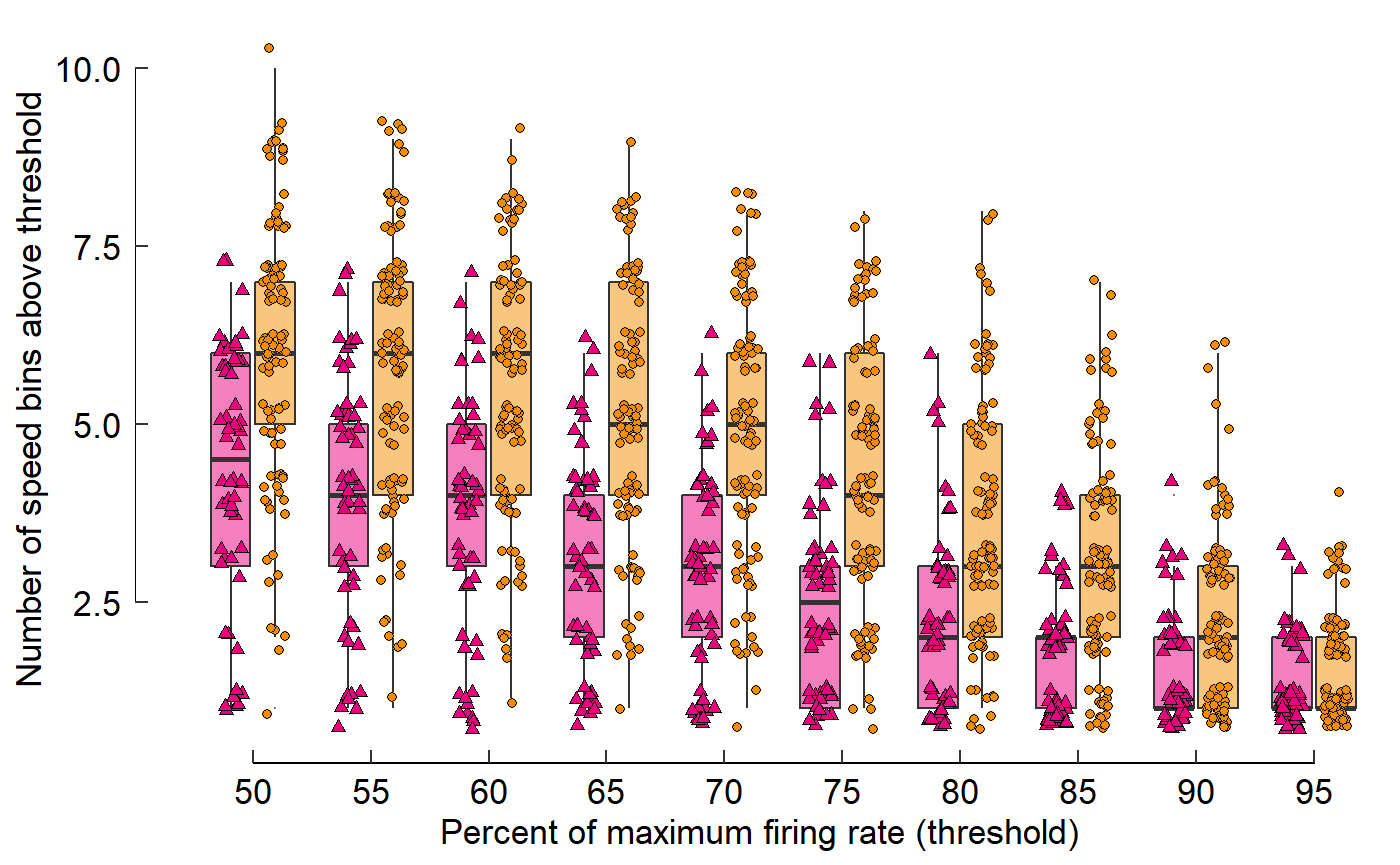 Number of speed bins above threshold
10.0
7.5
5.0
2.5
50 55 60 65 70 75 80 85 90 95
Percent of maximum firing rate (threshold)